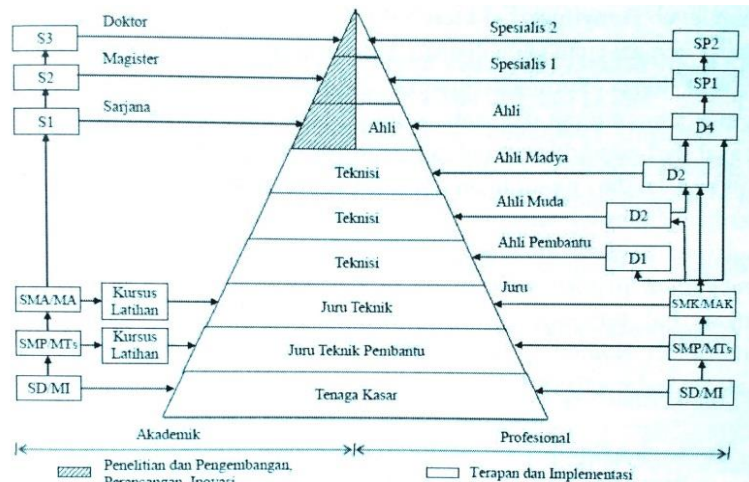 Doktor
Spesialis 2
S3
SP2
Magister
Spesialis 1
S2
SP1
Sarjana
Ahli
S1
Ahli
D4
Ahli Madya
Teknisi
D2
Ahli Muda
Teknisi
D2
Ahli Pembantu
Teknisi
D1
SMA/MA
Kursus
Latihan
Juru Teknik
Juru
SMK/MAK
SMP/MTs
Kursus
Latihan
Juru Teknik Pembantu
SMP/MTs
SD/MI
Tenaga Kasar
SD/MI
Akademik
Profesional
Penelitian dan Pengembangan,
Perancangan, Inovasi
Terapan dan Implementasi